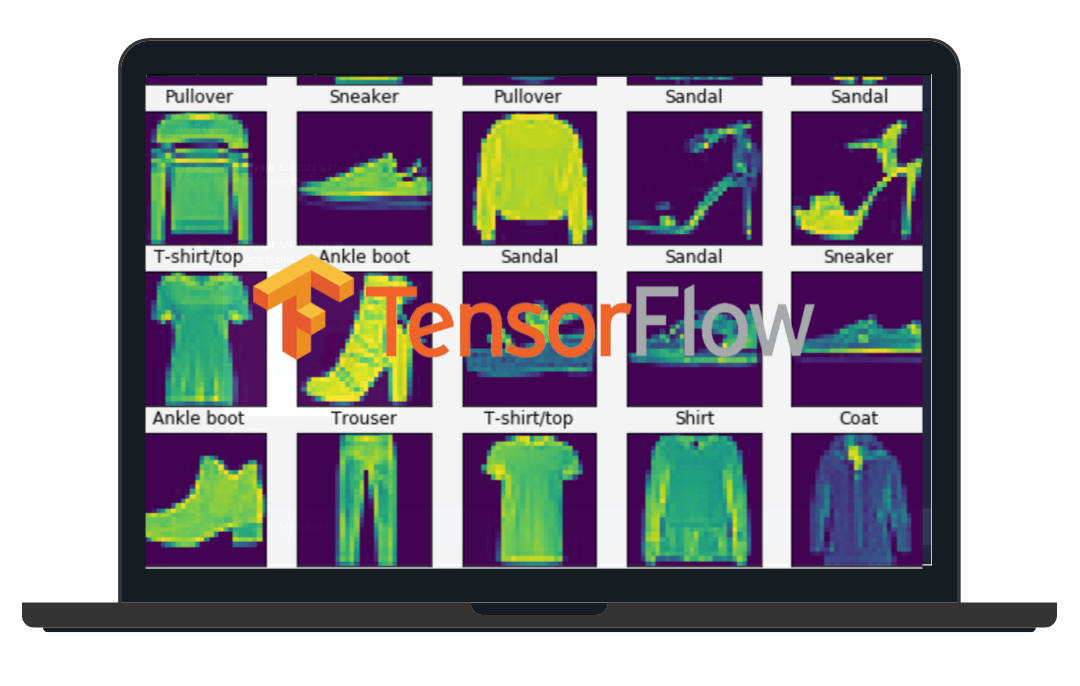 Pullover Sneaker Pullover Sandal Sandal
T-shirt/top Ankle boot Sandal Sandal Sneaker
TensorFlow
Ankle boot Trouser T-shirt/top Shirt Coat